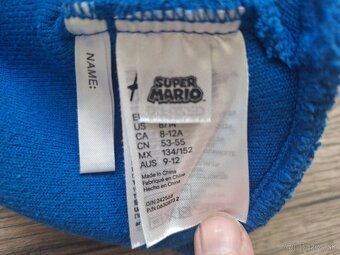 NAME:
SUPER
MARIO
US 8/14
CA 8-12A
CN 53-55
MX 134/152
AUS 9-12
Made in China
Fabriqué en Chine
Hecho en China